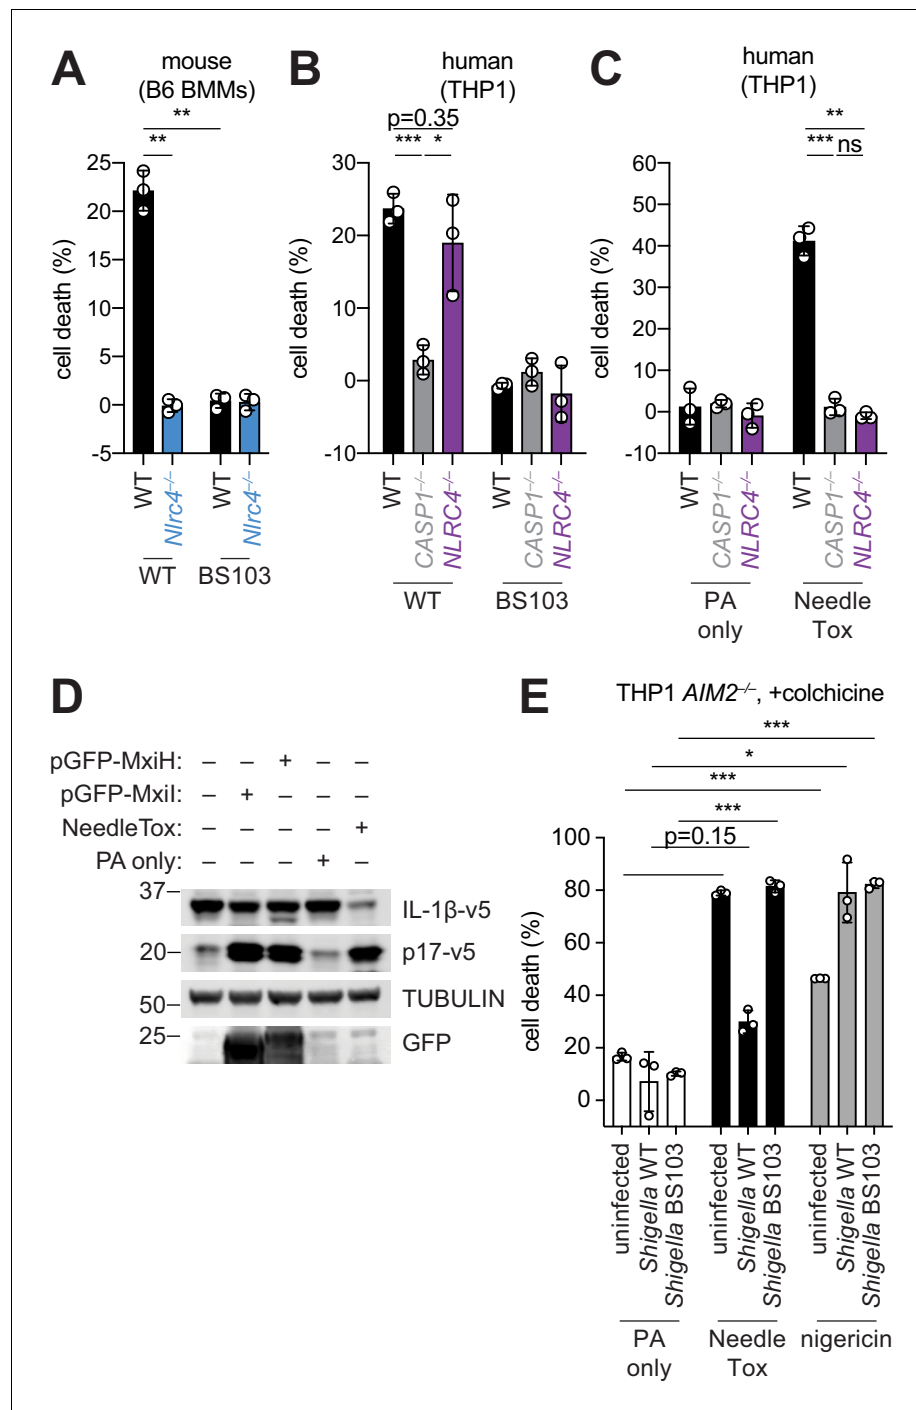 A
mouse
(B6 BMMs)
**
**
25
20
15
10
5
0
-5
cell death (%)
WT
Nlrc4–/–
WT
Nlrc4–/–
WT
BS103
B
human
(THP1)
p=0.35
***
*
30
20
10
0
-10
cell death (%)
WT
CASP1–/–
NLRC4–/–
WT
CASP1–/–
NLRC4–/–
WT
BS103
C
human
(THP1)
**
***
ns
60
50
40
30
20
10
0
-10
cell death (%)
WT
CASP1–/–
NLRC4–/–
WT
CASP1–/–
NLRC4–/–
PA
only
Needle
Tox
D
pGFP-MxiH: – – + – –
pGFP-MxiI: – + – – –
NeedleTox: – – – – +
PA only: – – – + –
37–
IL-1β-v5
20–
p17-v5
50–
TUBULIN
25–
GFP
E
THP1 AIM2–/–, +colchicine
***
*
***
***
p=0.15
100
80
60
40
20
0
cell death (%)
uninfected
Shigella WT
Shigella BS103
uninfected
Shigella WT
Shigella BS103
uninfected
Shigella WT
Shigella BS103
PA
only
Needle
Tox
nigericin